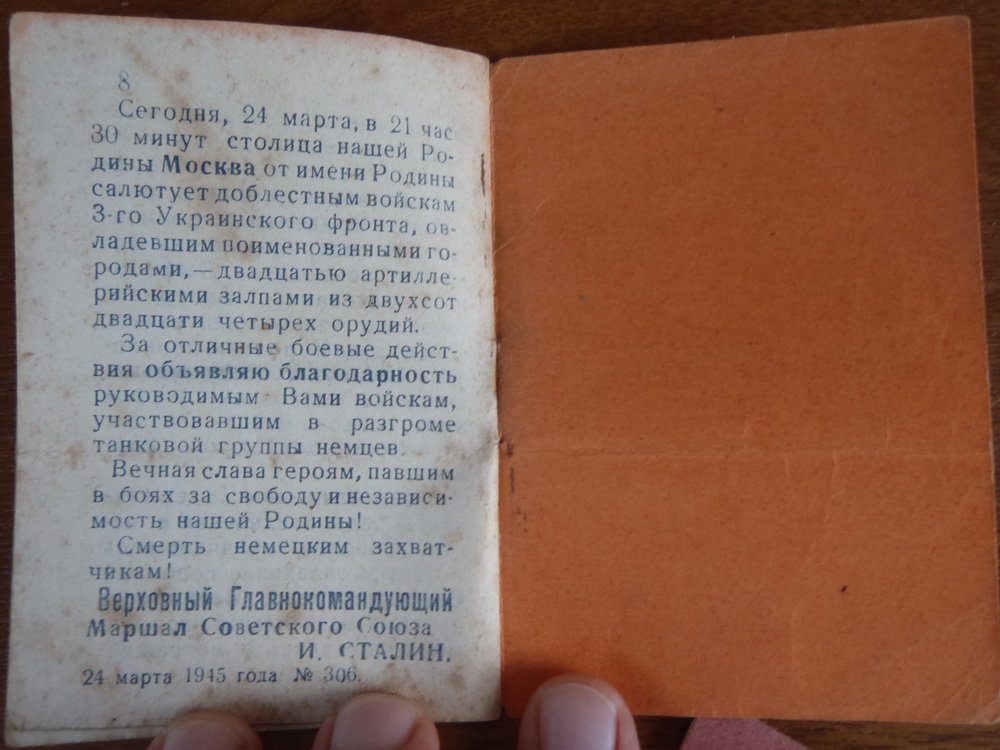 8
Сегодня, 24 марта, в 21 час
30 минут столица нашей Ро-
дины Москва от имени Родины
салютует доблестным войскам
3-го Украинского фронта, ов-
ладевшим поименованными го-
родами,—двадцатью артилле-
рийскими залпами из двухсот
двадцати четырех орудий.
За отличные боевые дейст-
вия объявляю благодарность
руководимым Вами войскам,
участвовавшим в разгроме
танковой группы немцев.
Вечная слава героям, павшим
в боях за свободу и независи-
мость нашей Родины!
Смерть немецким захват-
чикам!
Верховный Главнокомандующий
Маршал Советского Союза
И. СТАЛИН.
24 марта 1945 года. № 306.